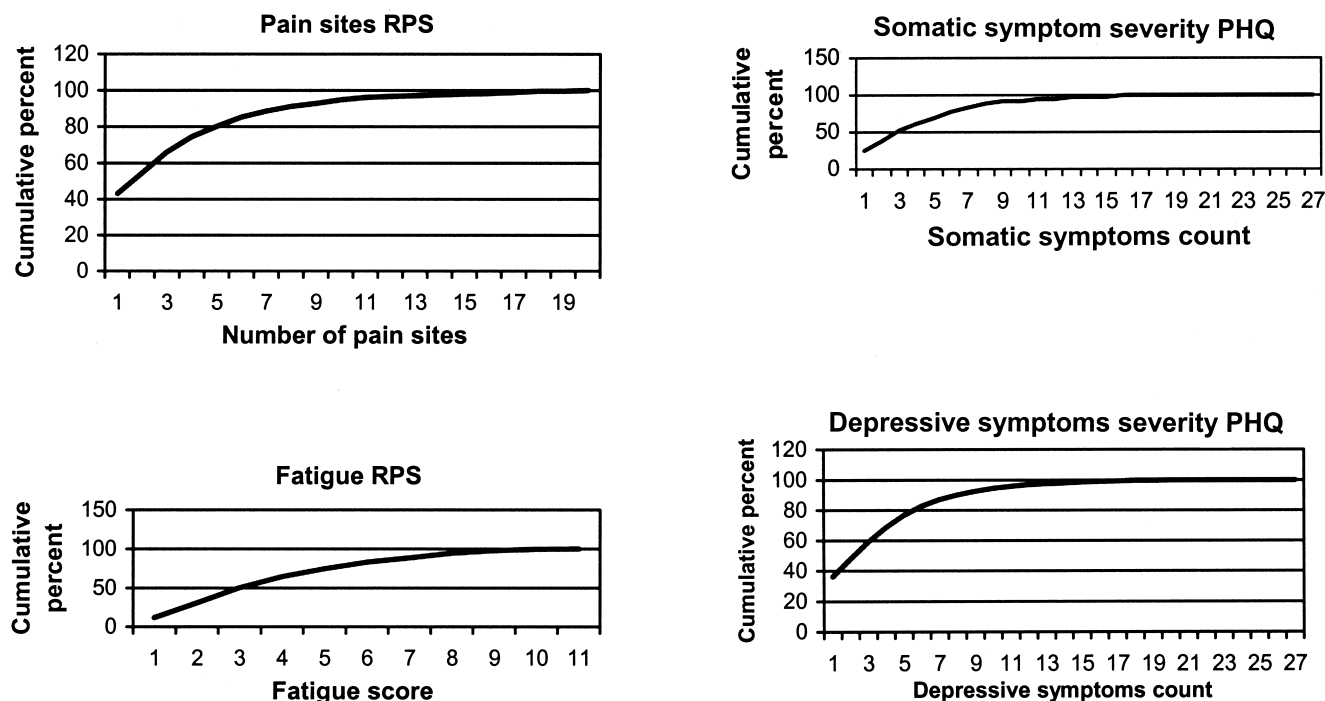 Pain sites RPS
Cumulative percent
120
100
80
60
40
20
0
1 3 5 7 9 11 13 15 17 19
Number of pain sites
Somatic symptom severity PHQ
Cumulative
percent
150
100
50
0
1 3 5 7 9 11 13 15 17 19 21 23 25 27
Somatic symptoms count
Fatigue RPS
Cumulative
percent
150
100
50
0
1 2 3 4 5 6 7 8 9 10 11
Fatigue score
Depressive symptoms severity PHQ
Cumulative percent
120
100
80
60
40
20
0
1 3 5 7 9 11 13 15 17 19 21 23 25 27
Depressive symptoms count